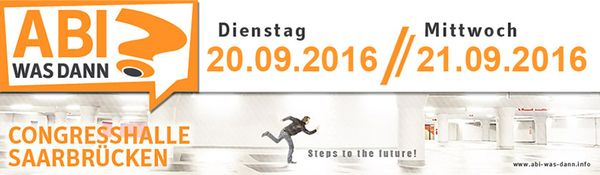 ABI
WAS DANN ?
Dienstag
20.09.2016 //
Mittwoch
21.09.2016
CONGRESSHALLE
SAARBRÜCKEN
Steps to the future!
www.abi-was-dann.info